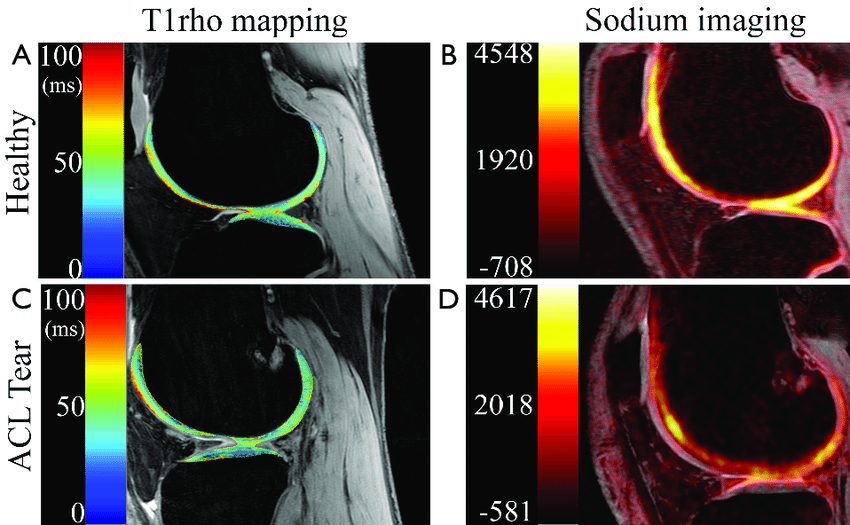 T1rho mapping
Sodium imaging
Healthy
A
100
(ms)
50
0
B
4548
1920
-708
ACL Tear
C
100
(ms)
50
0
D
4617
2018
-581